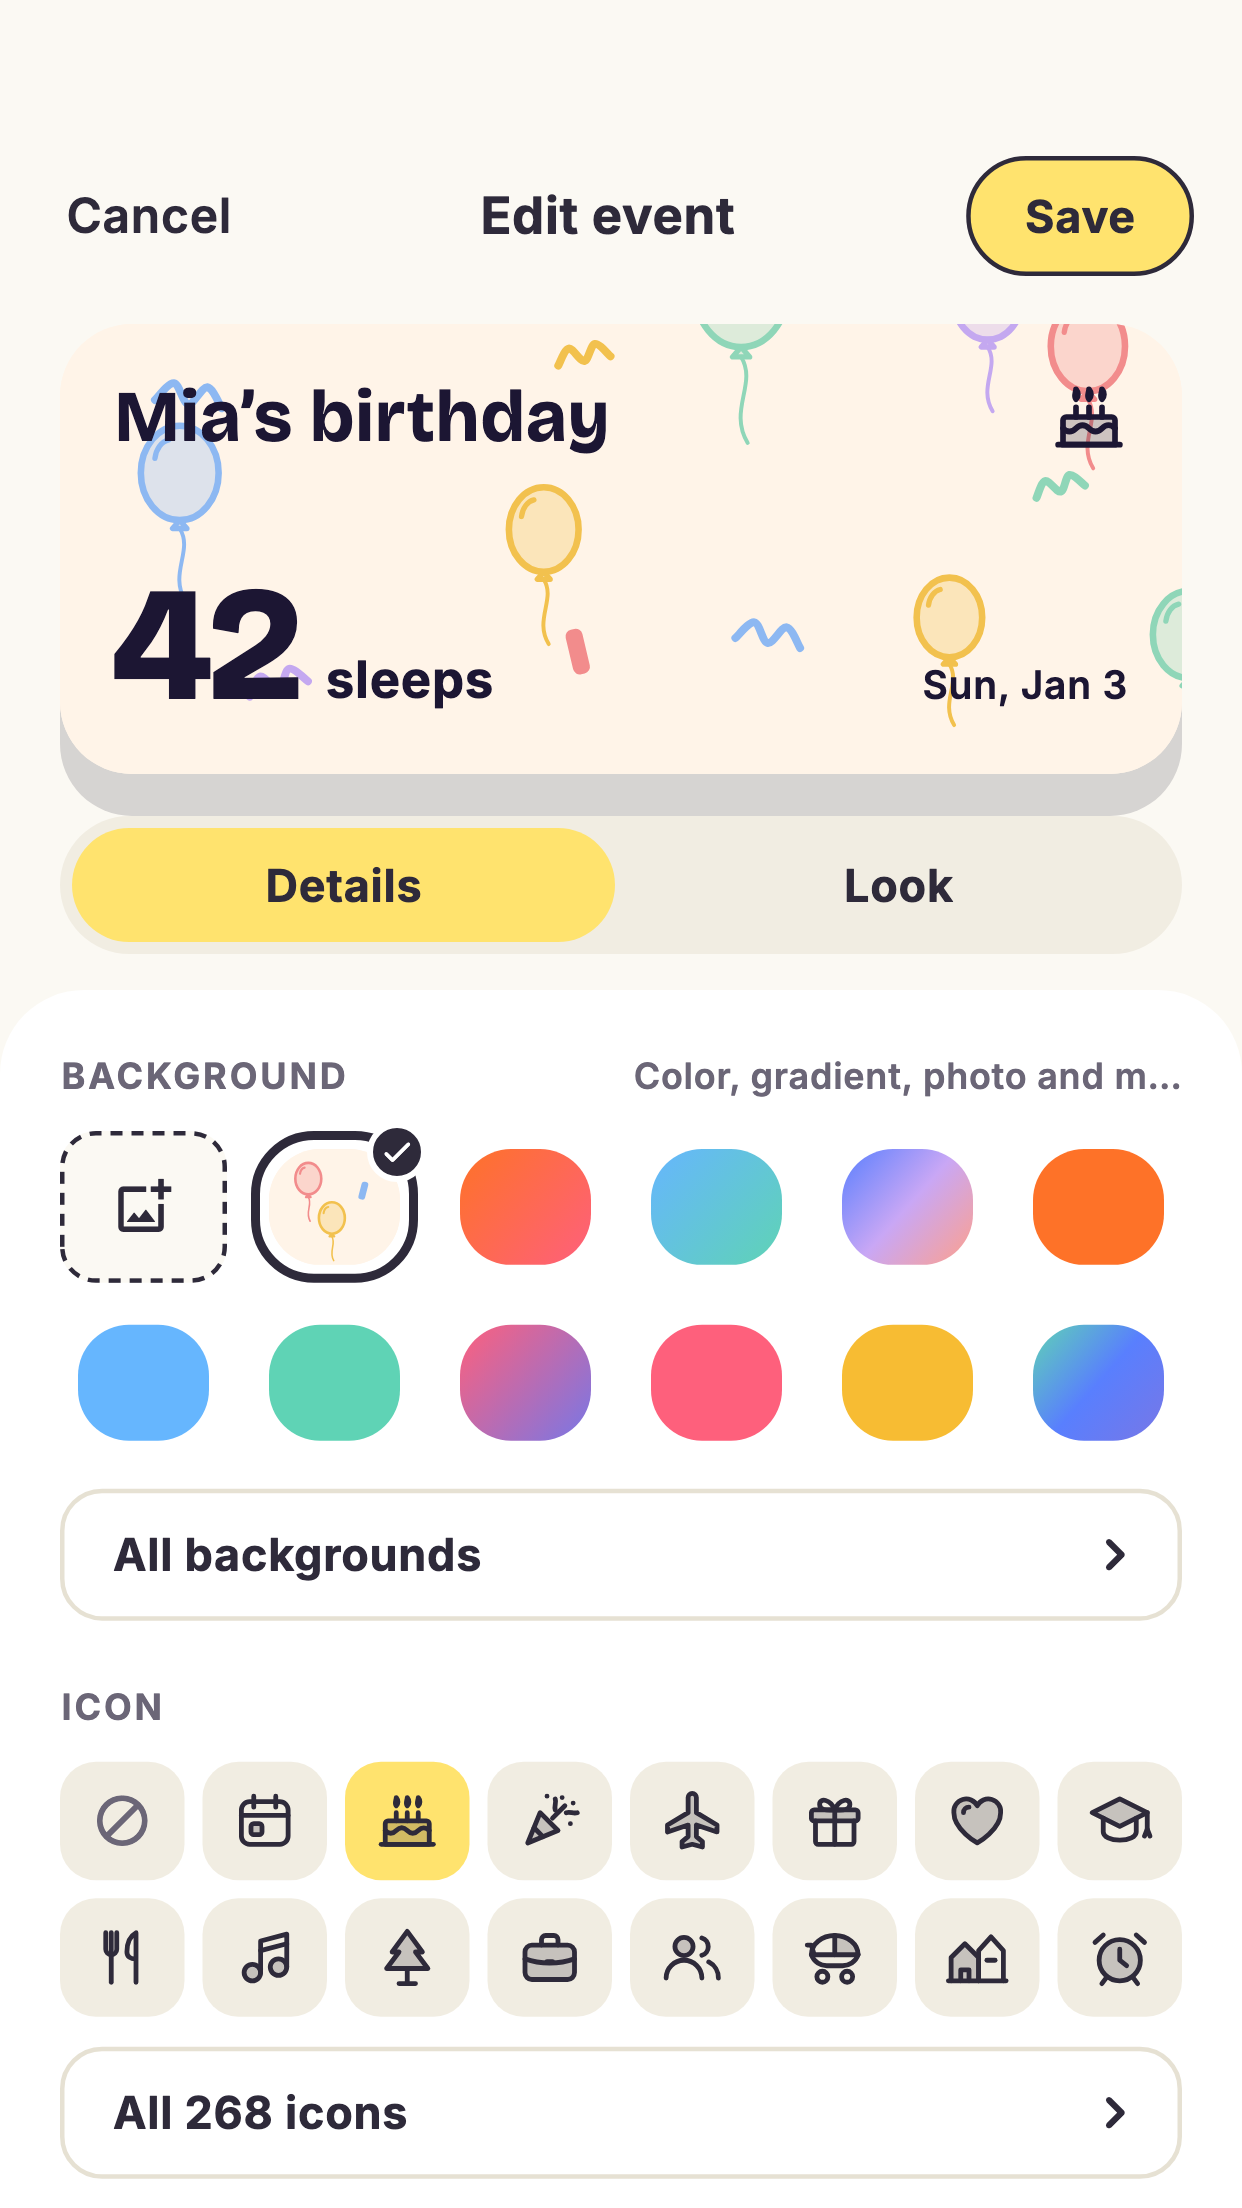 Cancel
Edit event
Save
Mia’s birthday
42 sleeps
Sun, Jan 3
Details
Look
BACKGROUND
Color, gradient, photo and m...
All backgrounds
ICON
All 268 icons